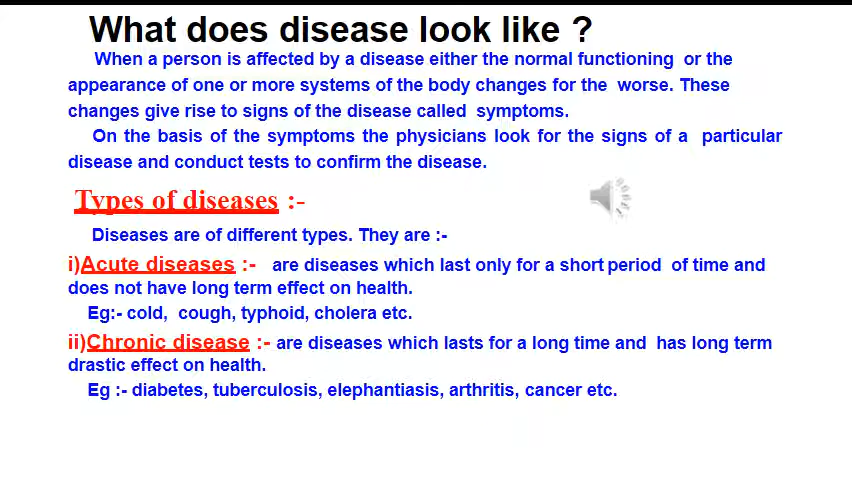 What does disease look like ?
When a person is affected by a disease either the normal functioning or the
appearance of one or more systems of the body changes for the worse. These
changes give rise to signs of the disease called symptoms.
On the basis of the symptoms the physicians look for the signs of a particular
disease and conduct tests to confirm the disease.
Types of diseases :-
Diseases are of different types. They are :-
i)Acute diseases :- are diseases which last only for a short period of time and
does not have long term effect on health.
Eg:- cold, cough, typhoid, cholera etc.
ii)Chronic disease :- are diseases which lasts for a long time and has long term
drastic effect on health.
Eg :- diabetes, tuberculosis, elephantiasis, arthritis, cancer etc.